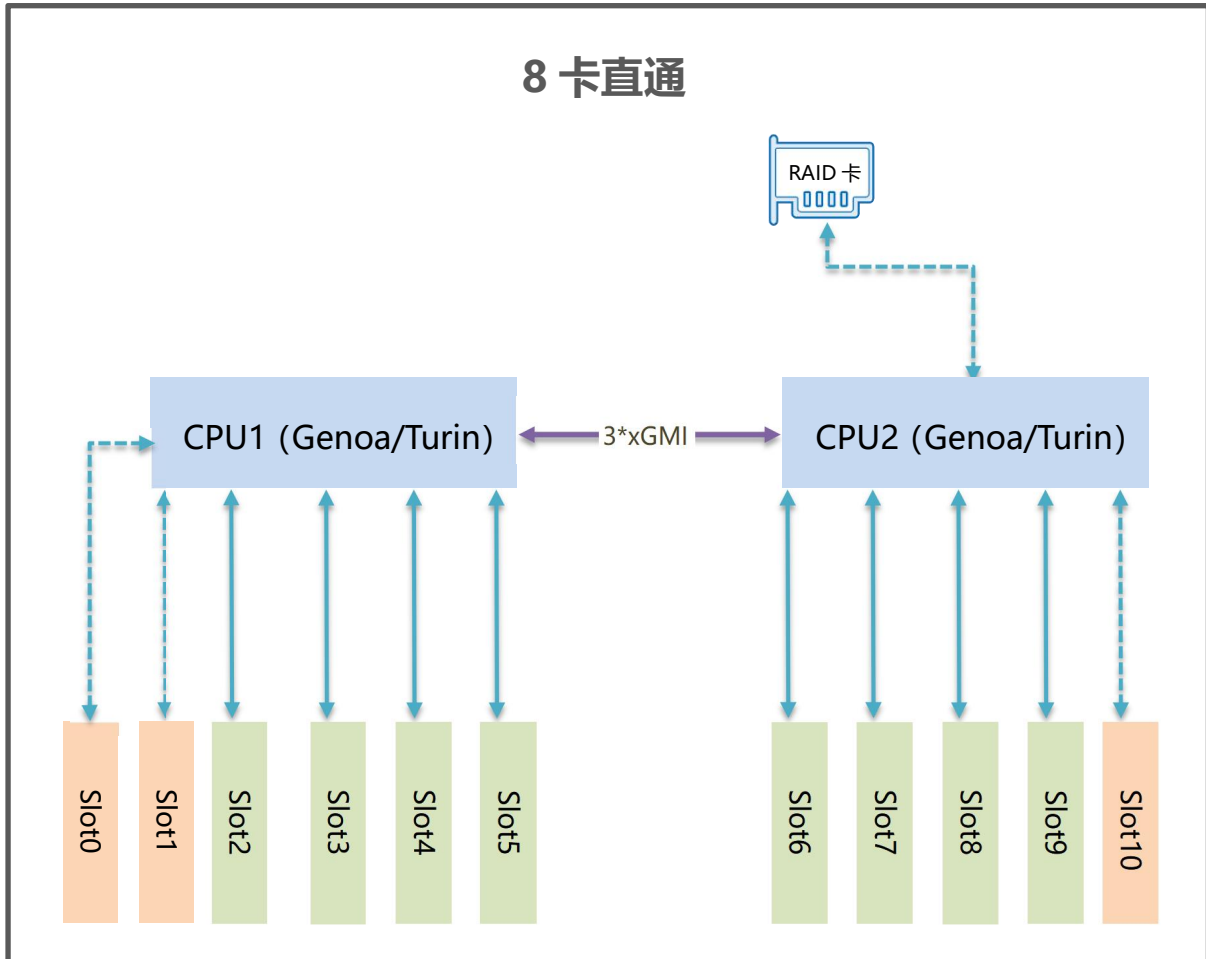 8 卡直通
RAID 卡
CPU1 (Genoa/Turin)
3*xGMI
CPU2 (Genoa/Turin)
Slot0
Slot1
Slot2
Slot3
Slot4
Slot5
Slot6
Slot7
Slot8
Slot9
Slot10